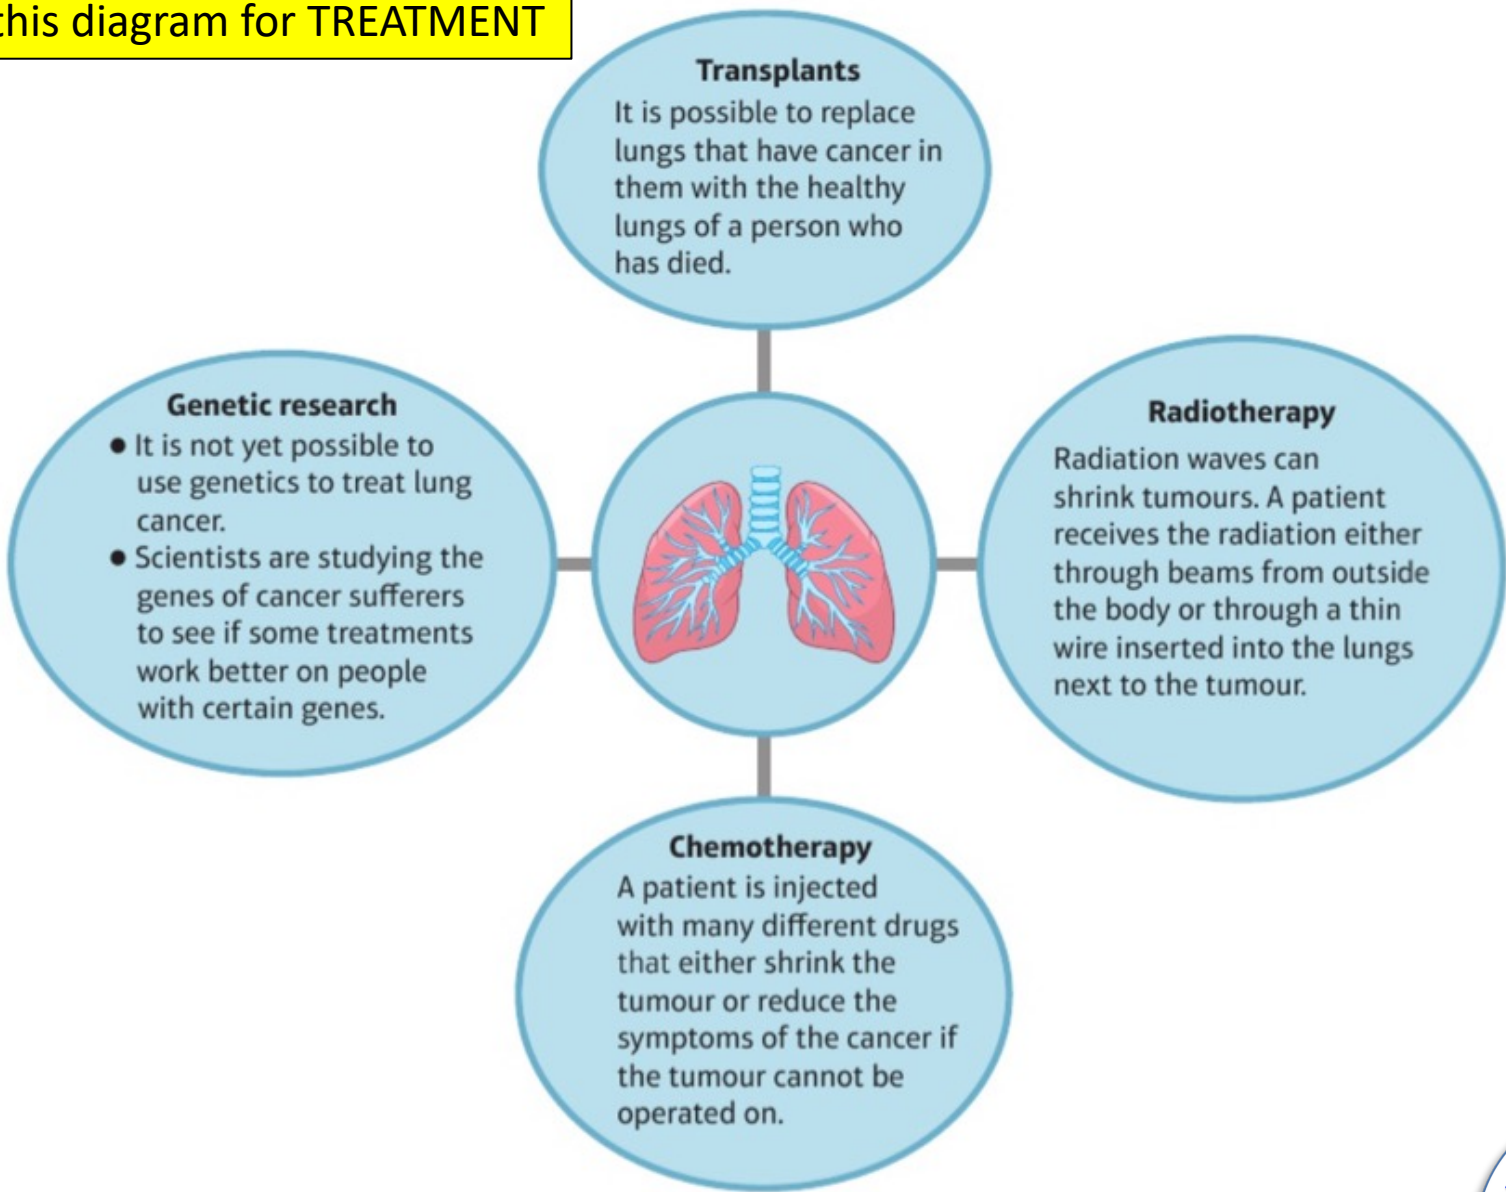 this diagram for TREATMENT
Transplants
It is possible to replace
lungs that have cancer in
them with the healthy
lungs of a person who
has died.
Genetic research
● It is not yet possible to
use genetics to treat lung
cancer.
● Scientists are studying the
genes of cancer sufferers
to see if some treatments
work better on people
with certain genes.
Radiotherapy
Radiation waves can
shrink tumours. A patient
receives the radiation either
through beams from outside
the body or through a thin
wire inserted into the lungs
next to the tumour.
Chemotherapy
A patient is injected
with many different drugs
that either shrink the
tumour or reduce the
symptoms of the cancer if
the tumour cannot be
operated on.